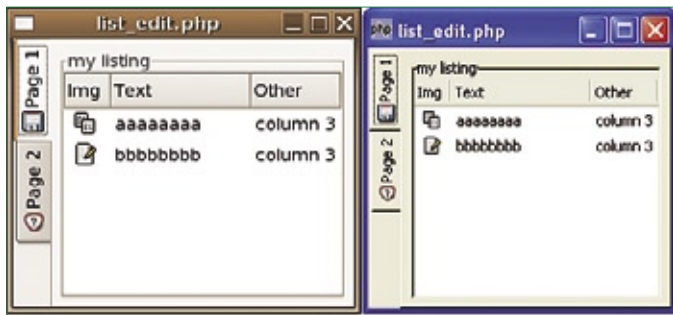 list_edit.php
Page 1
Page 2
my listing
Img Text Other
aaaaaaaa column 3
bbbbbbbb column 3
php list_edit.php
Page 1
Page 2
my listing
Img Text Other
aaaaaaaa column 3
bbbbbbbb column 3